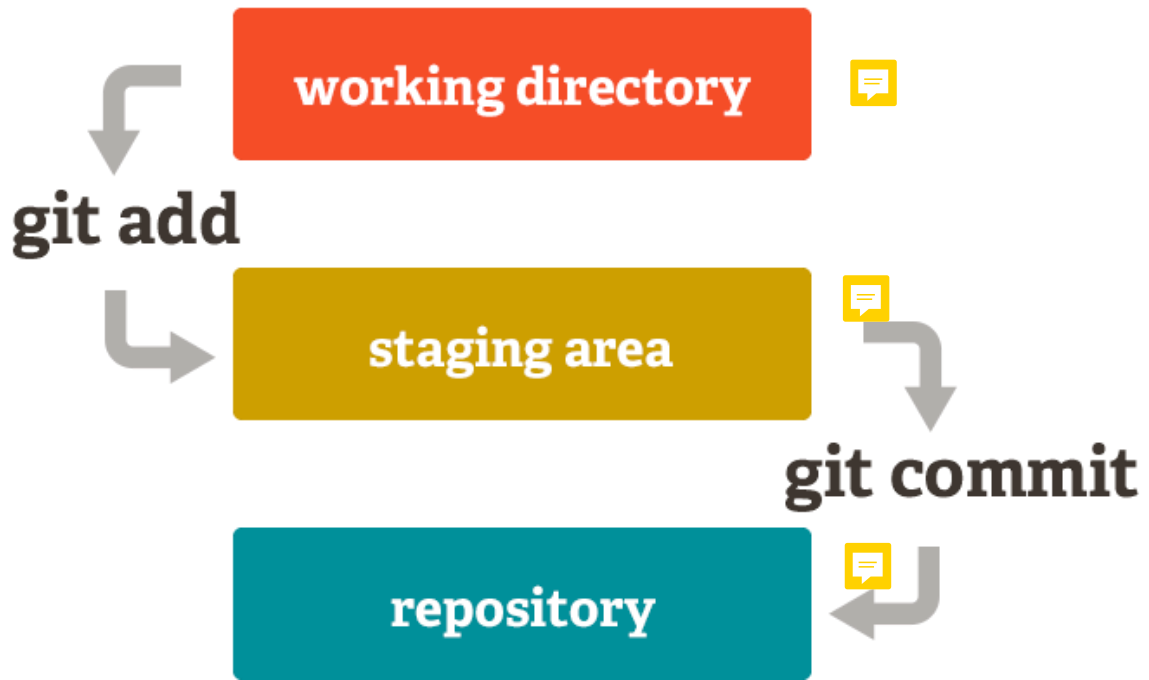 working directory
git add
staging area
git commit
repository